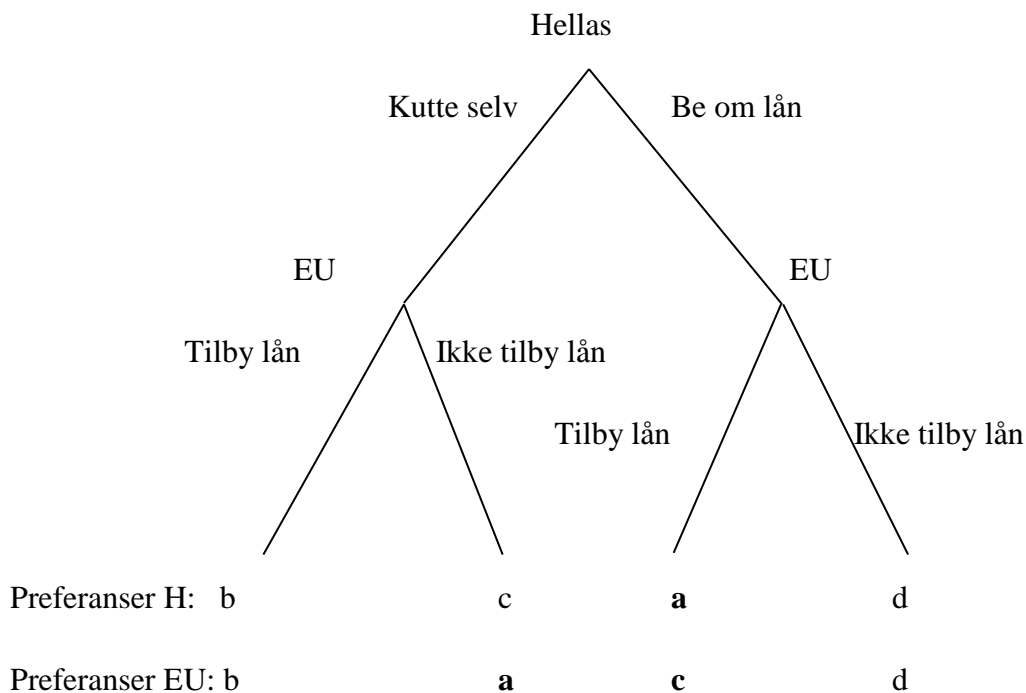 Hellas
Kutte selv Be om lån
EU EU
Tilby lån Ikke tilby lån
Tilby lån Ikke tilby lån
Preferanser H: b c a d
Preferanser EU: b a c d